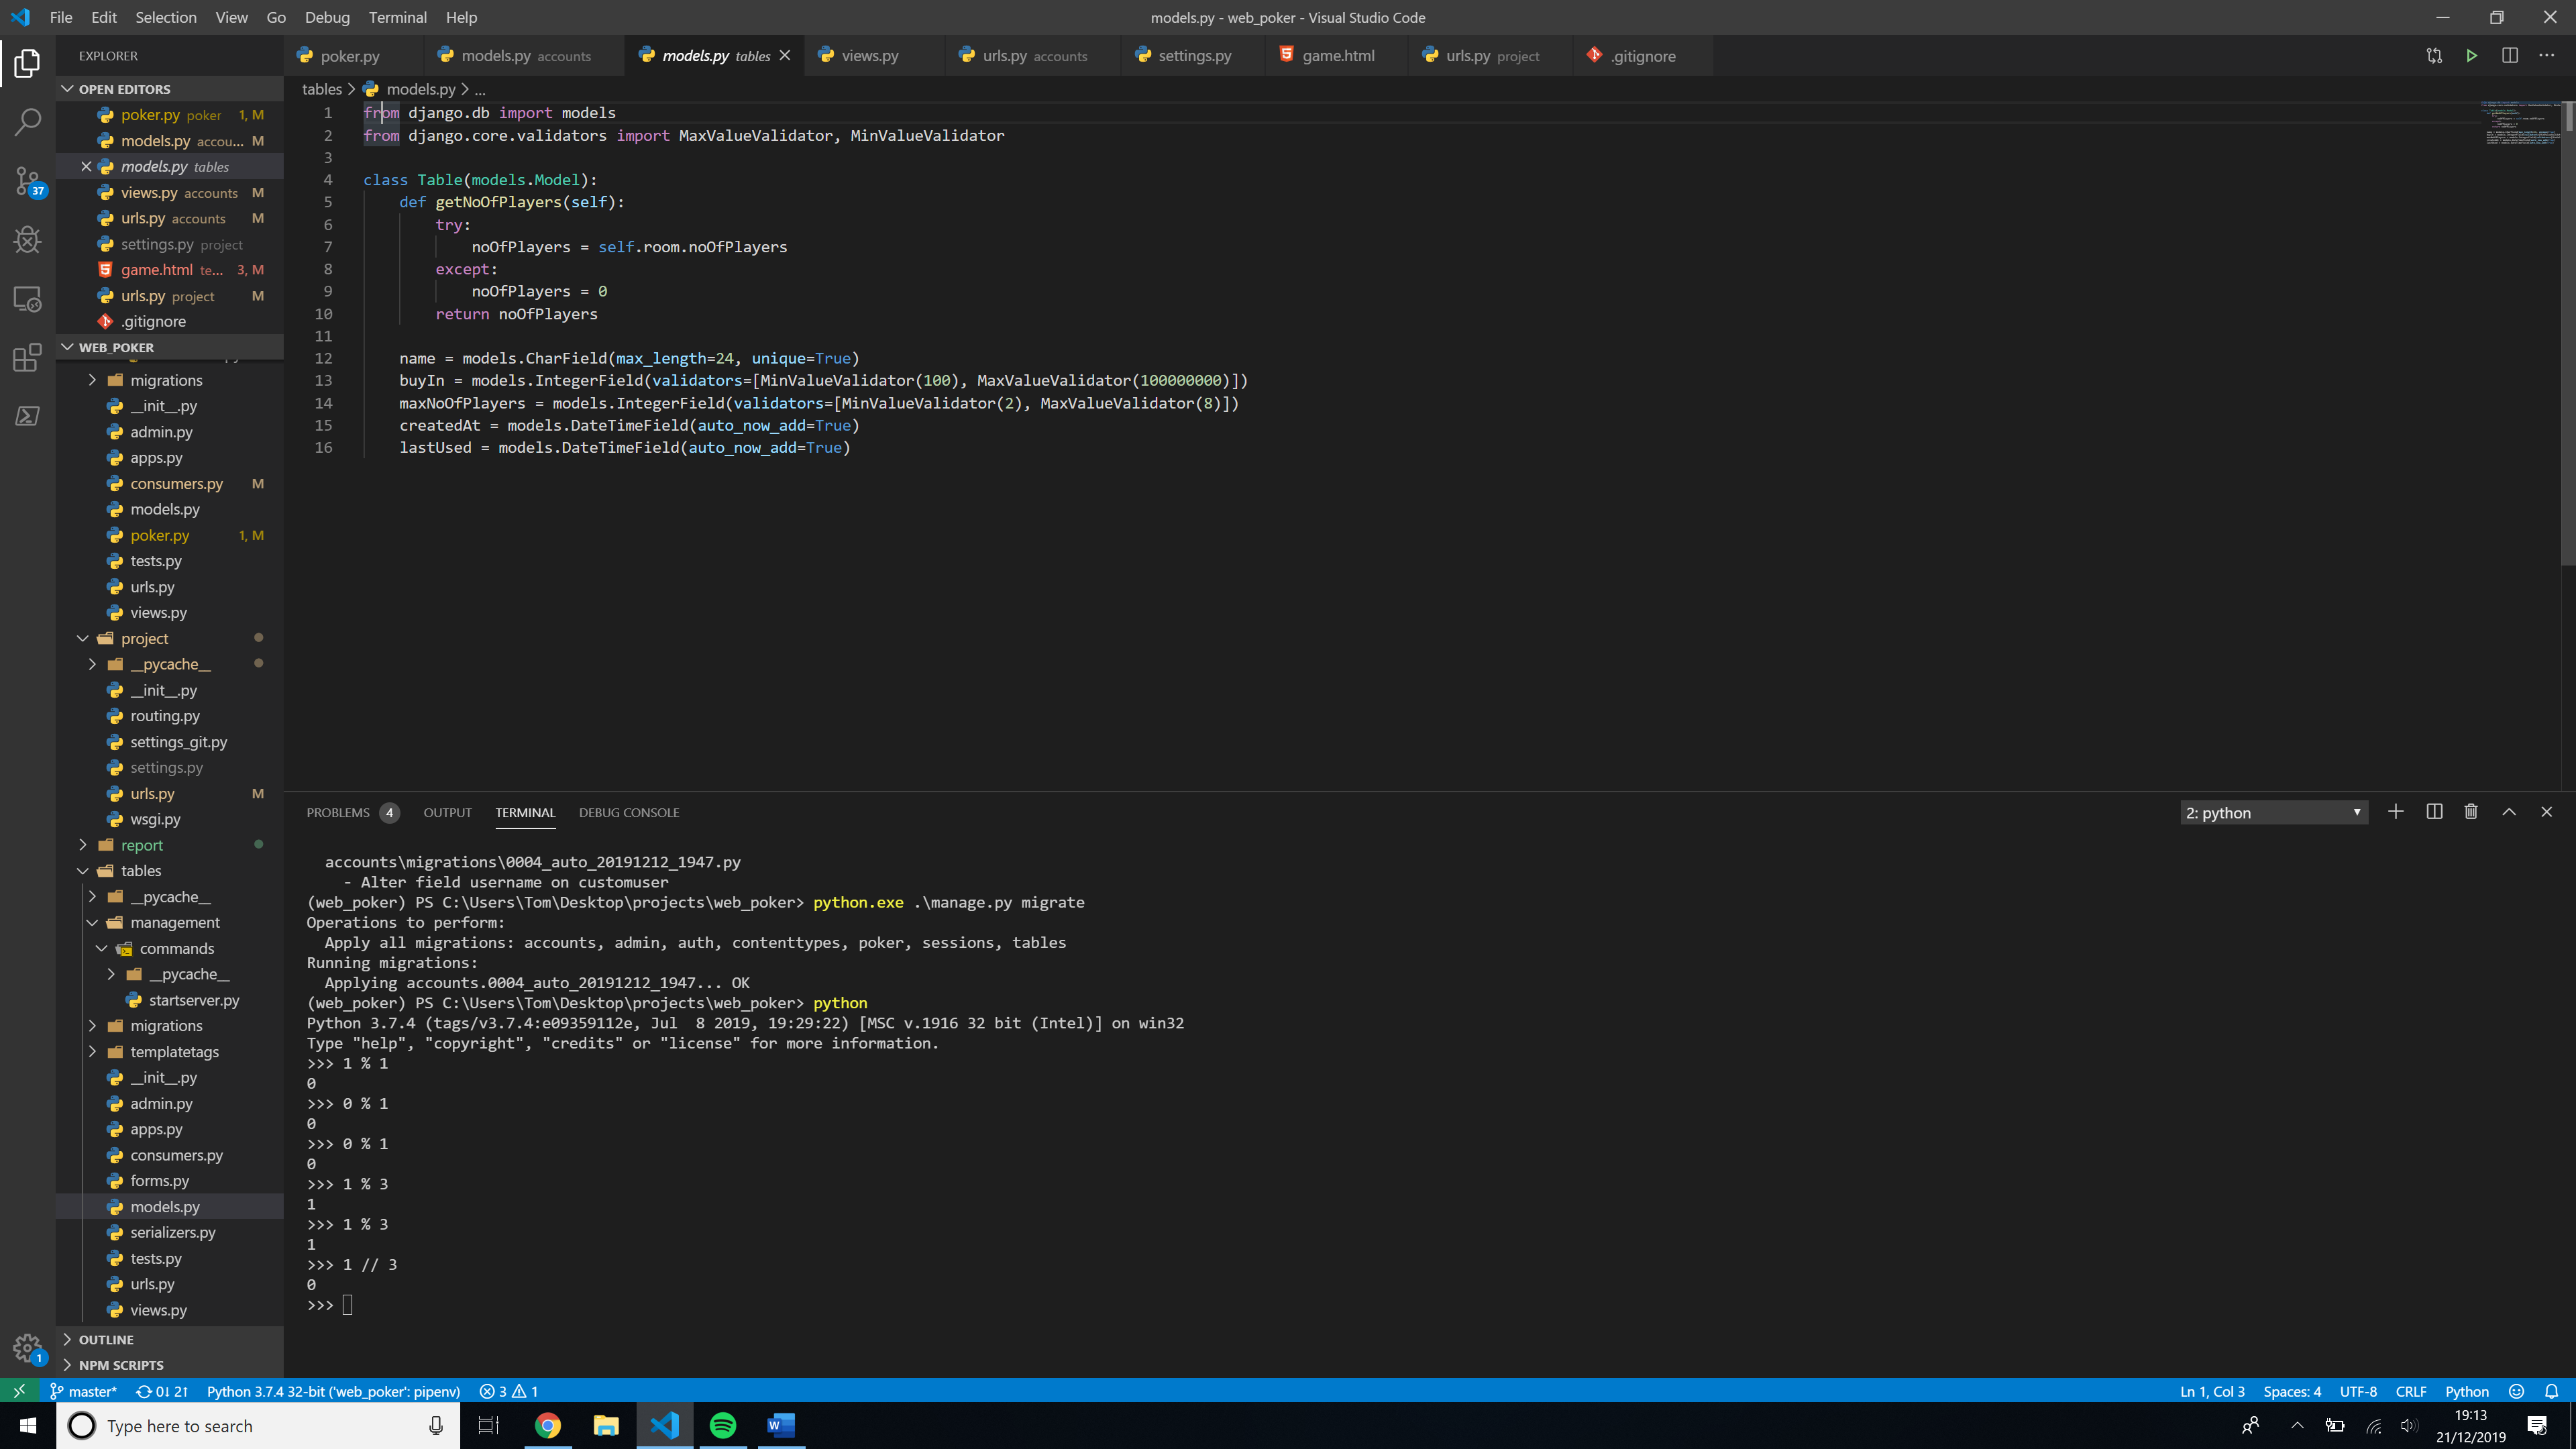 File Edit Selection View Go Debug Terminal Help
models.py - web_poker - Visual Studio Code
EXPLORER
poker.py
models.py accounts
models.py tables
views.py
urls.py accounts
settings.py
game.html
urls.py project
.gitignore
OPEN EDITORS
poker.py poker 1, M
models.py accou... M
models.py tables
views.py accounts M
urls.py accounts M
settings.py project
game.html te... 3, M
urls.py project M
.gitignore
WEB_POKER
migrations
__init__.py
admin.py
apps.py
consumers.py M
models.py
poker.py 1, M
tests.py
urls.py
views.py
project
__pycache__
__init__.py
routing.py
settings_git.py
settings.py
urls.py M
wsgi.py
report
tables
__pycache__
management
commands
__pycache__
startserver.py
migrations
templatetags
__init__.py
admin.py
apps.py
consumers.py
forms.py
models.py
serializers.py
tests.py
urls.py
views.py
OUTLINE
NPM SCRIPTS
37
1
tables > models.py > ...
1 from django.db import models
2 from django.core.validators import MaxValueValidator, MinValueValidator
3
4 class Table(models.Model):
5 def getNoOfPlayers(self):
6 try:
7 noOfPlayers = self.room.noOfPlayers
8 except:
9 noOfPlayers = 0
10 return noOfPlayers
11
12 name = models.CharField(max_length=24, unique=True)
13 buyIn = models.IntegerField(validators=[MinValueValidator(100), MaxValueValidator(100000000)])
14 maxNoOfPlayers = models.IntegerField(validators=[MinValueValidator(2), MaxValueValidator(8)])
15 createdAt = models.DateTimeField(auto_now_add=True)
16 lastUsed = models.DateTimeField(auto_now_add=True)
PROBLEMS 4 OUTPUT TERMINAL DEBUG CONSOLE
2: python
accounts\migrations\0004_auto_20191212_1947.py
- Alter field username on customuser
(web_poker) PS C:\Users\Tom\Desktop\projects\web_poker> python.exe .\manage.py migrate
Operations to perform:
Apply all migrations: accounts, admin, auth, contenttypes, poker, sessions, tables
Running migrations:
Applying accounts.0004_auto_20191212_1947... OK
(web_poker) PS C:\Users\Tom\Desktop\projects\web_poker> python
Python 3.7.4 (tags/v3.7.4:e09359112e, Jul 8 2019, 19:29:22) [MSC v.1916 32 bit (Intel)] on win32
Type "help", "copyright", "credits" or "license" for more information.
>>> 1 % 1
0
>>> 0 % 1
0
>>> 0 % 1
0
>>> 1 % 3
1
>>> 1 % 3
1
>>> 1 // 3
0
>>>
master* 0↓ 2↑ Python 3.7.4 32-bit ('web_poker': pipenv) 3 1
Ln 1, Col 3 Spaces: 4 UTF-8 CRLF Python
Type here to search
19:13
21/12/2019